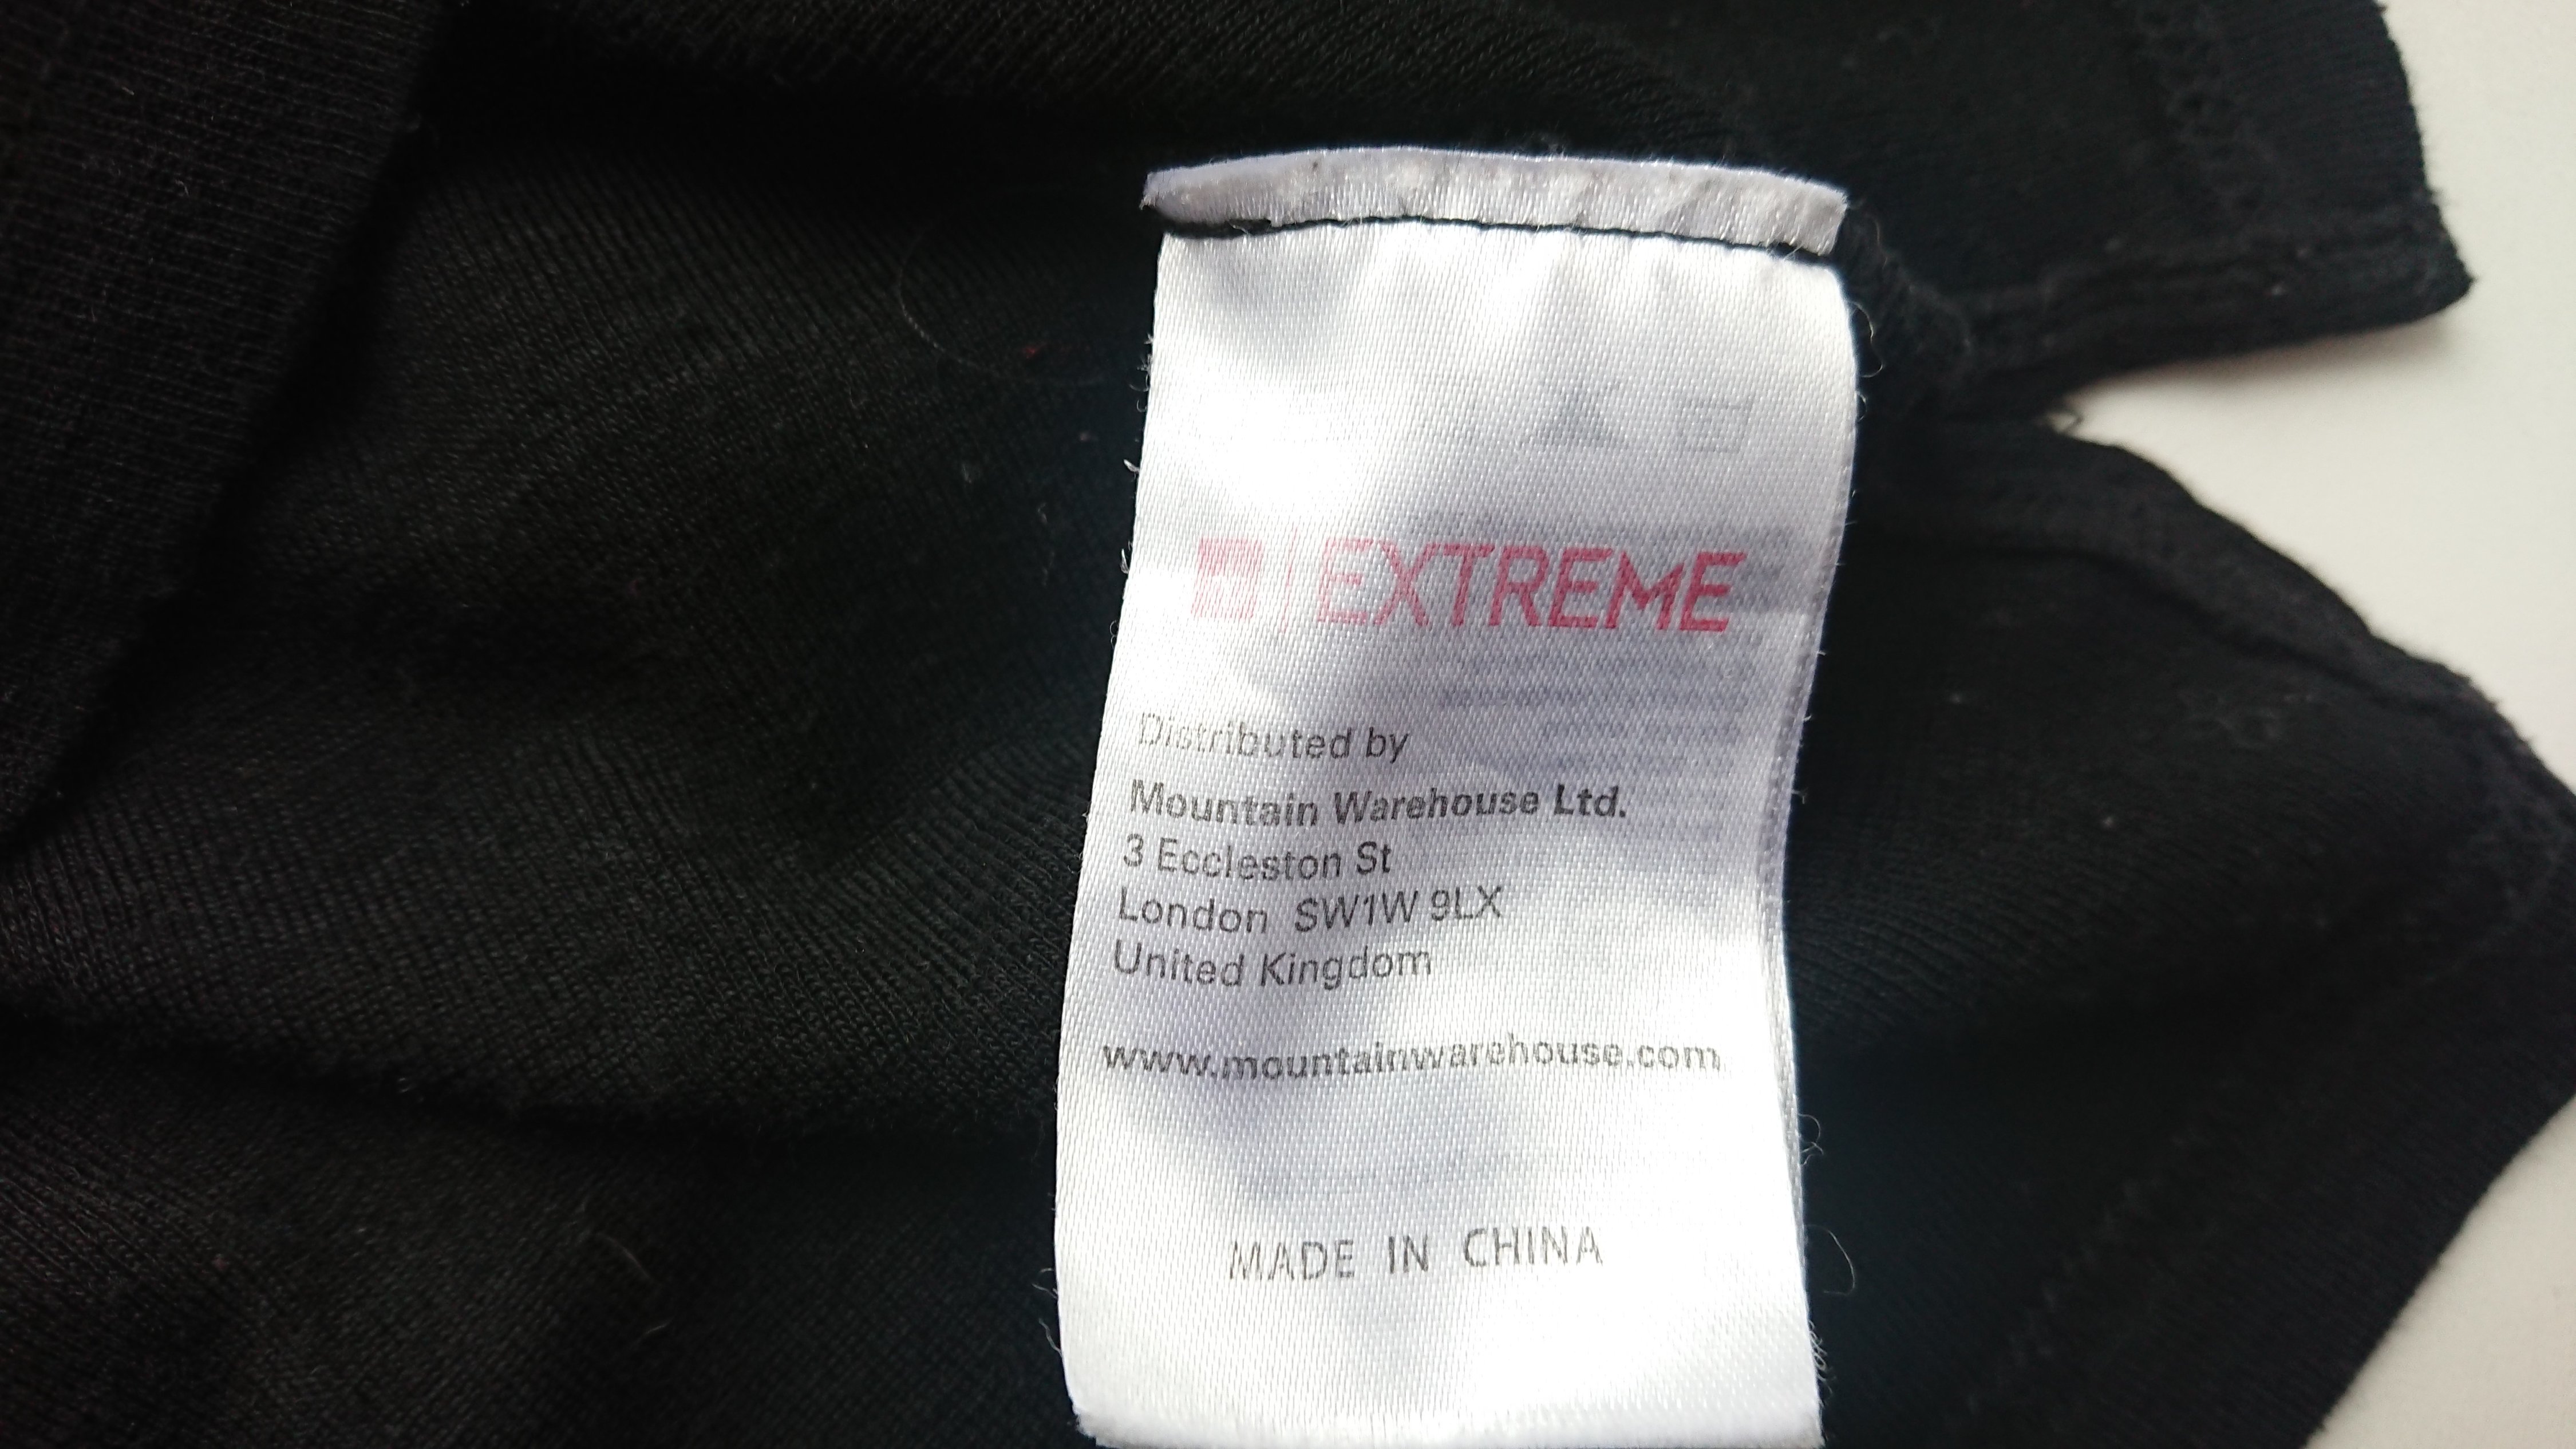 EXTREME
Distributed by
Mountain Warehouse Ltd.
3 Eccleston St
London SW1W 9LX
United Kingdom
www.mountainwarehouse.com
MADE IN CHINA